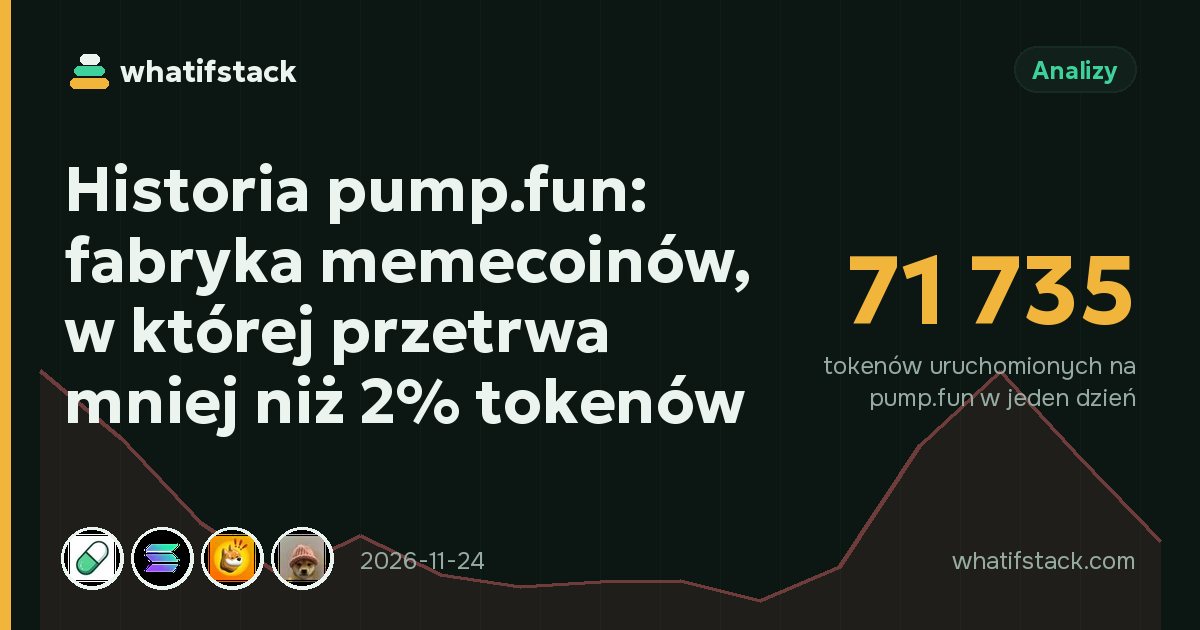 whatifstack
Analizy
Historia pump.fun:
fabryka memecoinów,
w której przetrwa
mniej niż 2% tokenów
71 735
tokenów uruchomionych na
pump.fun w jeden dzień
2026-11-24
whatifstack.com